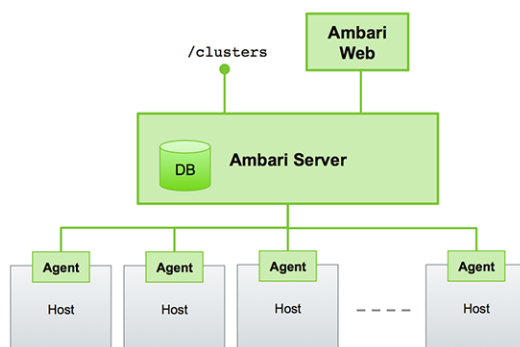 Ambari
Web
/clusters
DB
Ambari Server
Agent
Agent
Agent
Agent
Host
Host
Host
Host